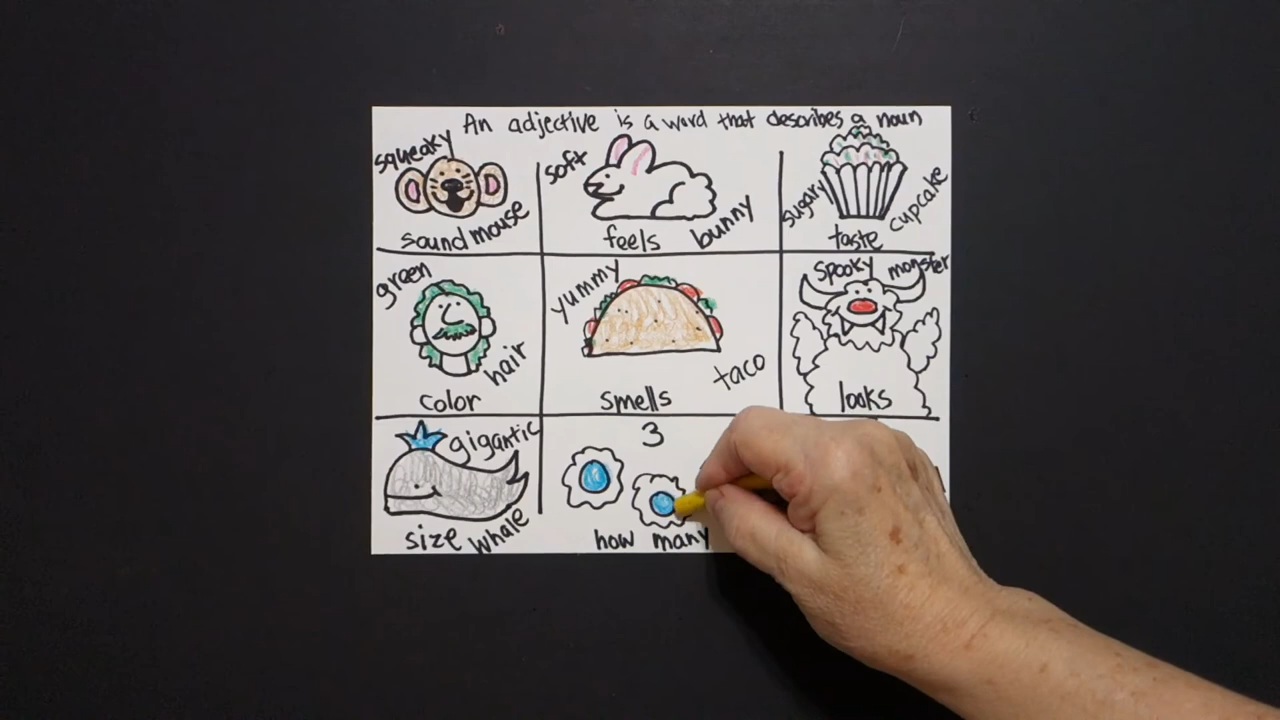 An adjective is a word that describes a noun
squeaky
sound mouse
soft
feels bunny
sugary
cupcake
taste
green
hair
color
yummy
taco
smells
spooky monster
looks
gigantic
size whale
3
how many